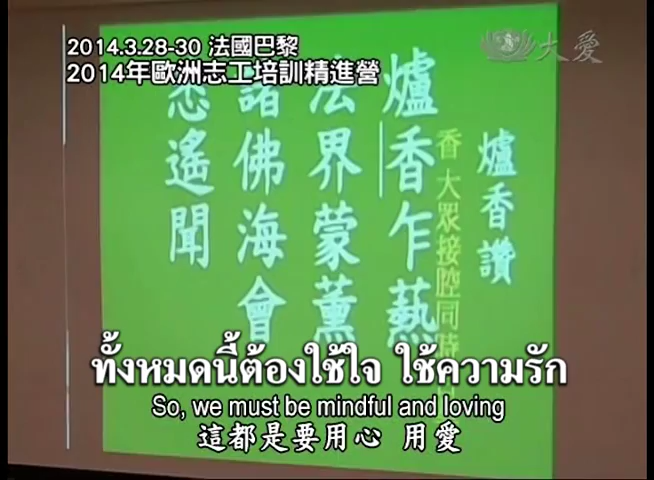 2014.3.28-30 法國巴黎
2014年歐洲志工培訓精進營
大愛
爐香讚
香 大眾接腔同時
爐香乍爇
法界蒙薰
諸佛海會
悉遙聞
ทั้งหมดนี้ต้องใช้ใจ ใช้ความรัก
So, we must be mindful and loving
這都是要用心 用愛